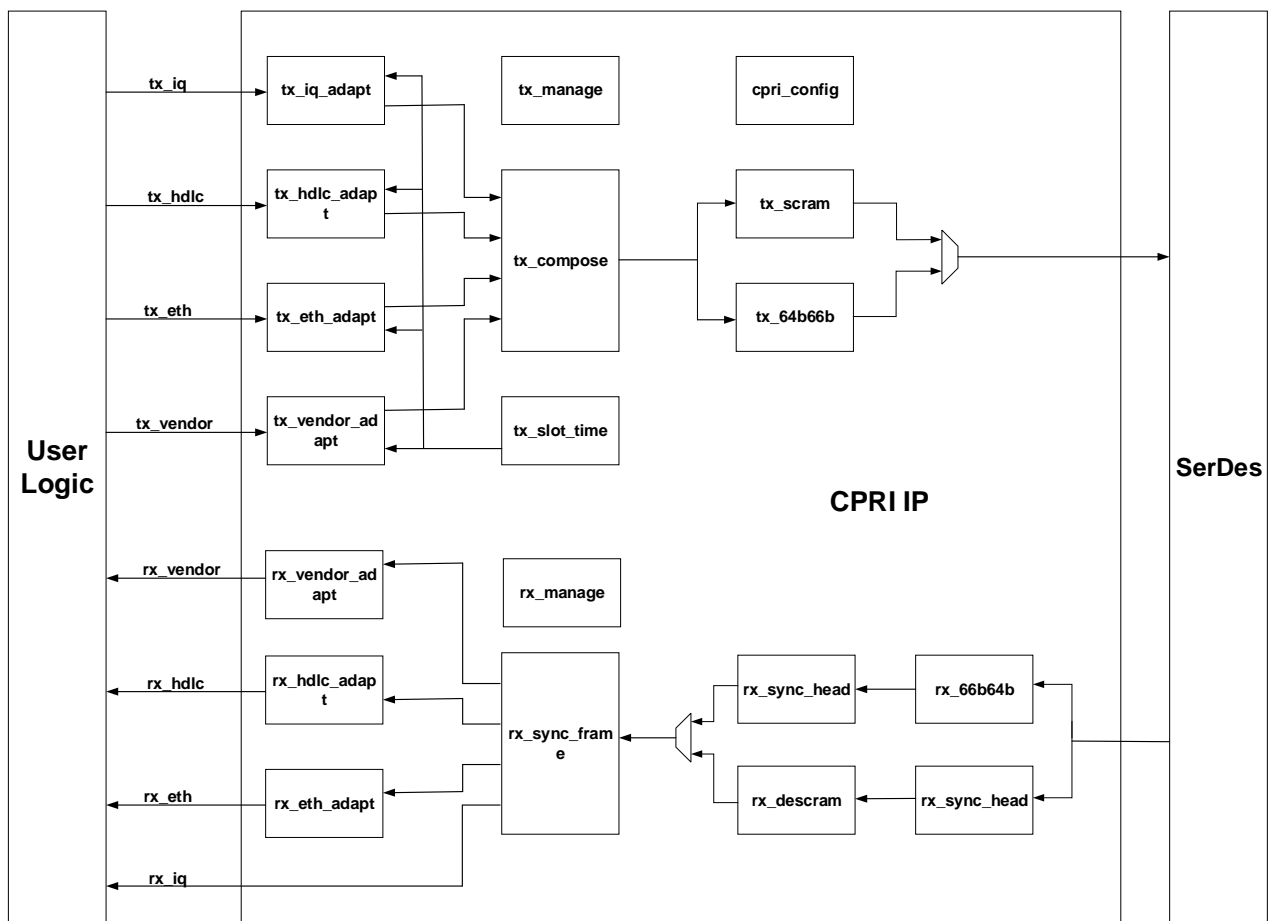 tx_iq
tx_iq_adapt
tx_manage
cpri_config
tx_hdlc
tx_hdlc_adap
t
tx_compose
tx_scram
tx_eth
tx_eth_adapt
tx_64b66b
tx_vendor
tx_vendor_ad
apt
tx_slot_time
User
Logic
SerDes
CPRI IP
rx_vendor
rx_vendor_ad
apt
rx_manage
rx_hdlc
rx_hdlc_adap
t
rx_sync_head
rx_66b64b
rx_sync_fram
e
rx_eth
rx_eth_adapt
rx_descram
rx_sync_head
rx_iq